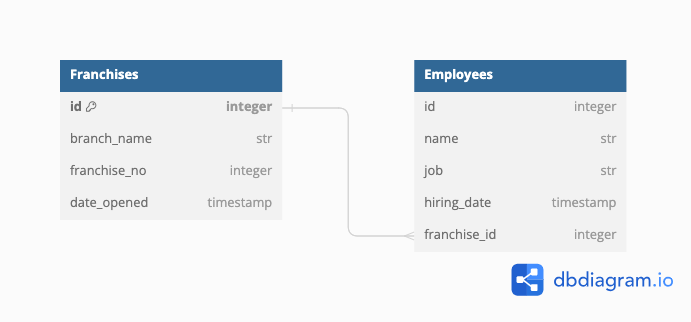 Franchises
id integer
branch_name str
franchise_no integer
date_opened timestamp
Employees
id integer
name str
job str
hiring_date timestamp
franchise_id integer
dbdiagram.io